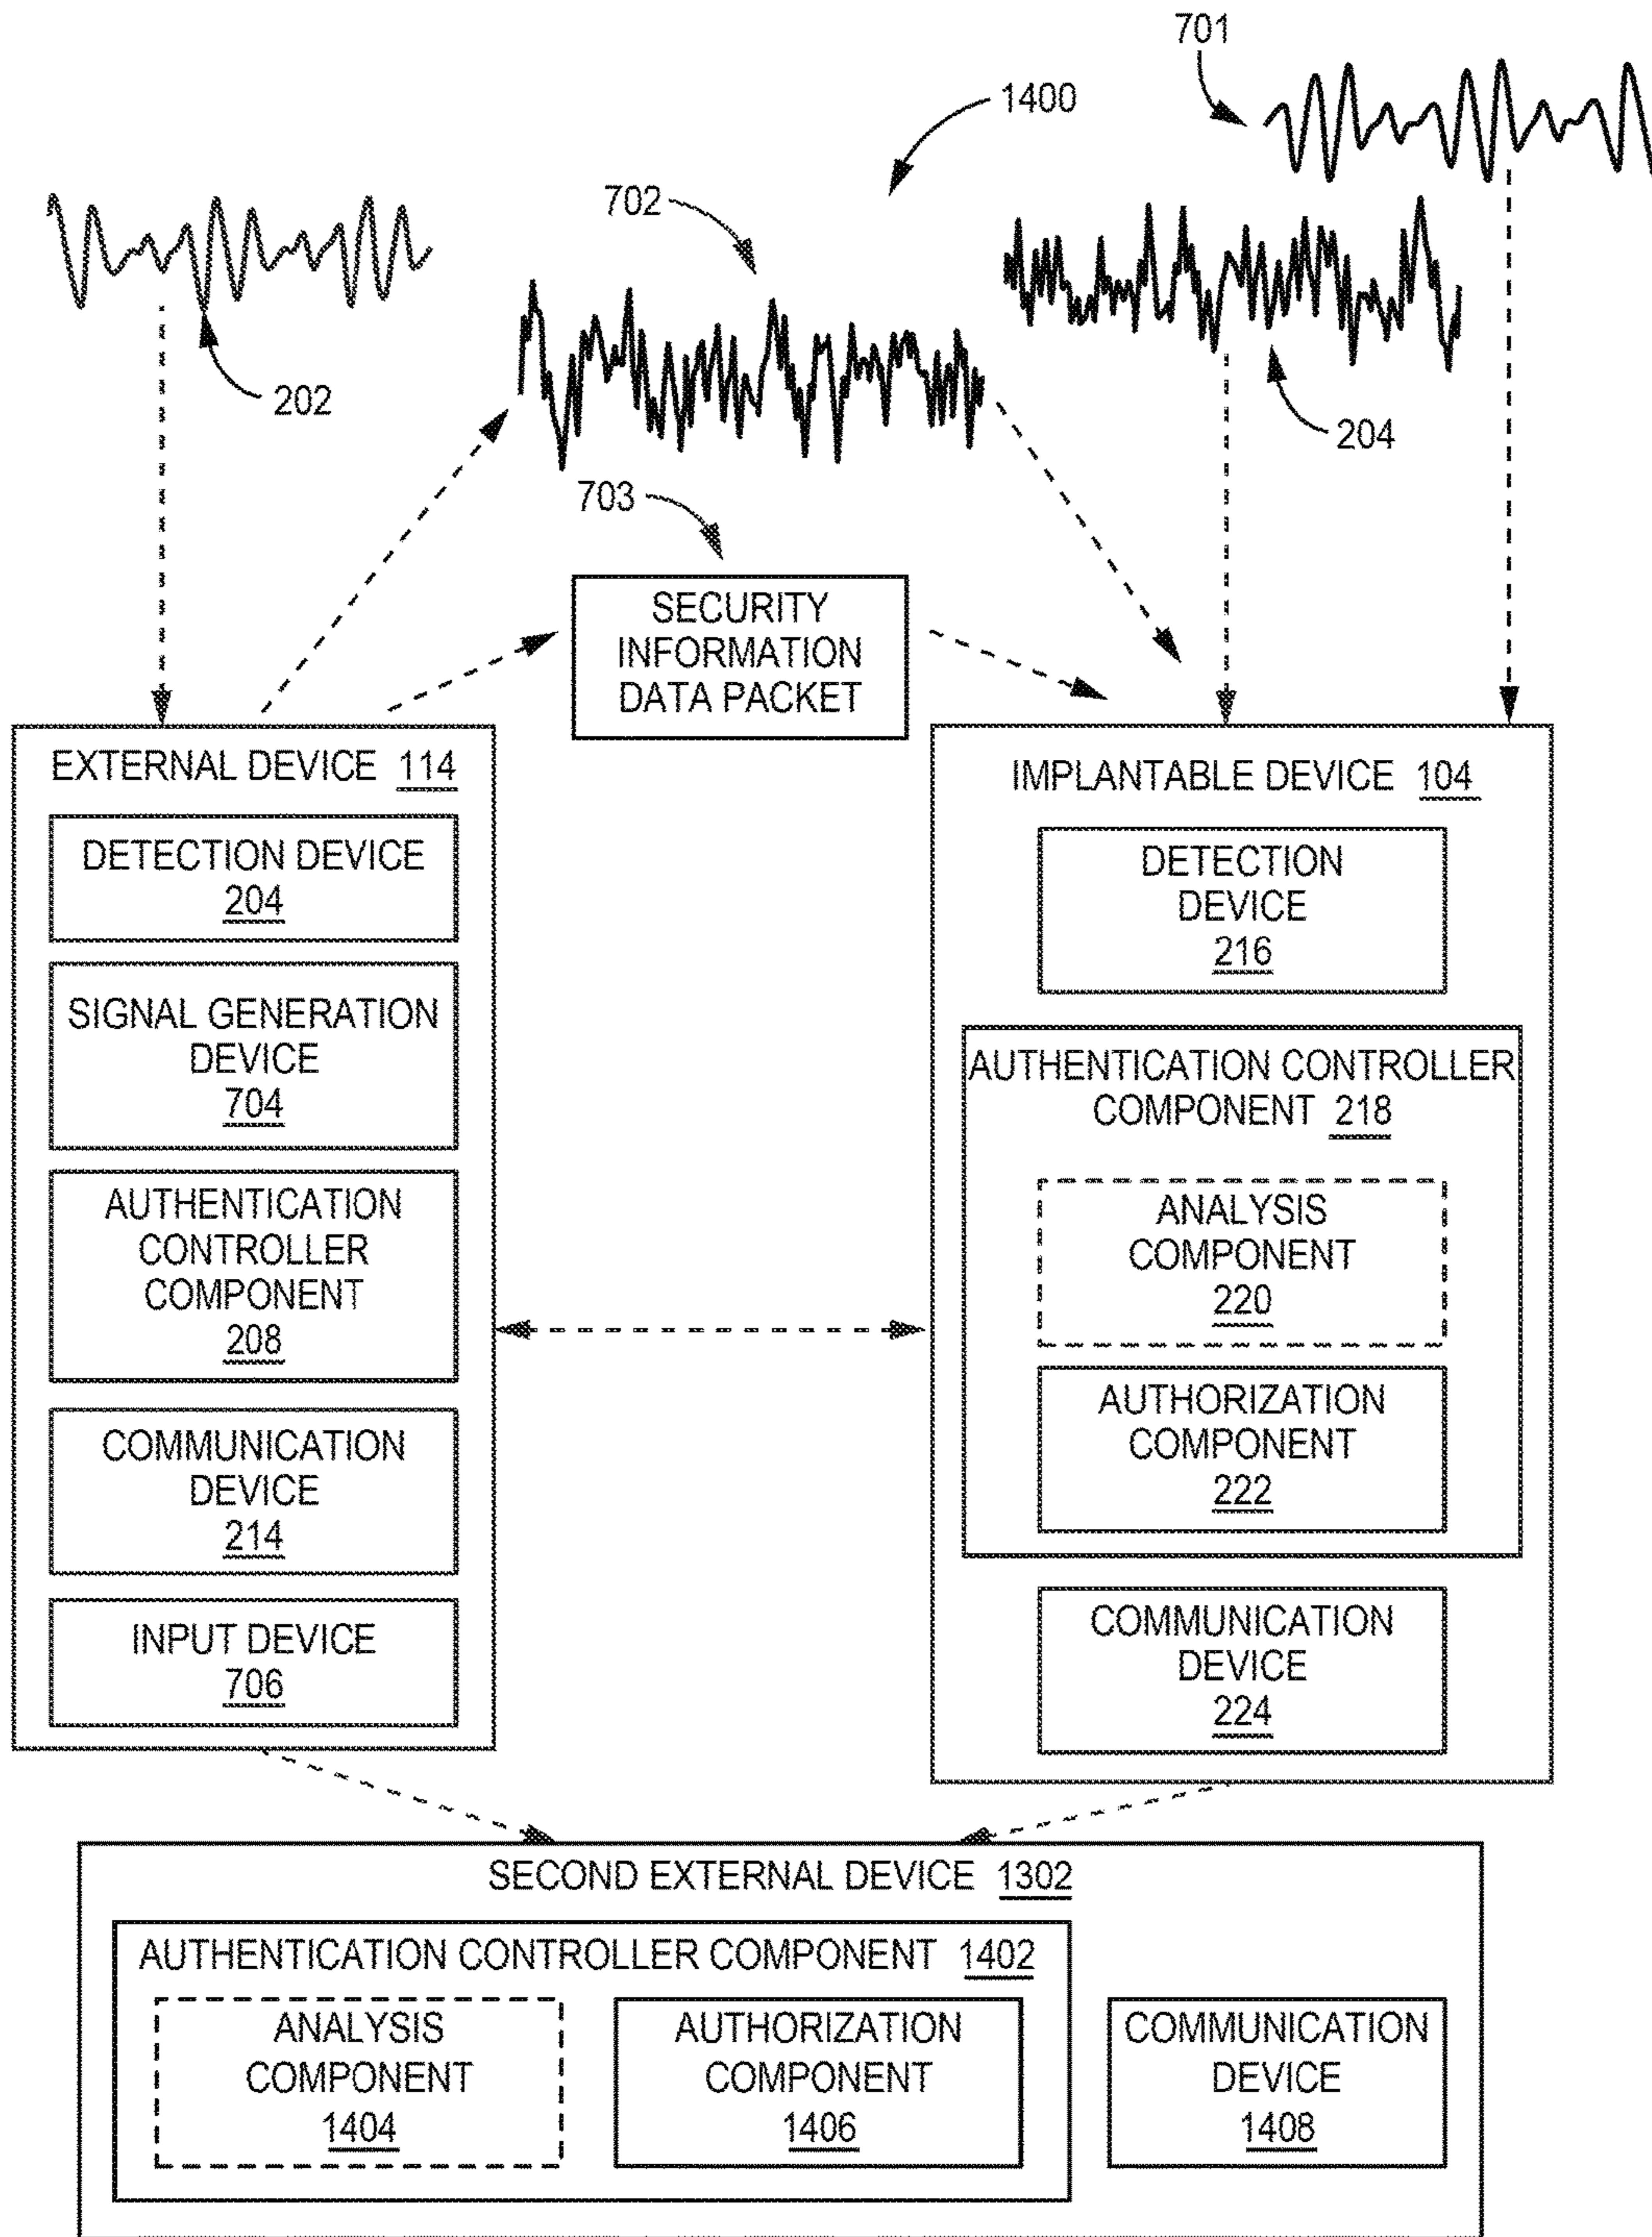 701
1400
702
202
204
703
SECURITY
INFORMATION
DATA PACKET
EXTERNAL DEVICE 114
DETECTION DEVICE
204
SIGNAL GENERATION
DEVICE
704
AUTHENTICATION
CONTROLLER
COMPONENT
208
COMMUNICATION
DEVICE
214
INPUT DEVICE
706
IMPLANTABLE DEVICE 104
DETECTION
DEVICE
216
AUTHENTICATION CONTROLLER
COMPONENT 218
ANALYSIS
COMPONENT
220
AUTHORIZATION
COMPONENT
222
COMMUNICATION
DEVICE
224
SECOND EXTERNAL DEVICE 1302
AUTHENTICATION CONTROLLER COMPONENT 1402
ANALYSIS
COMPONENT
1404
AUTHORIZATION
COMPONENT
1406
COMMUNICATION
DEVICE
1408